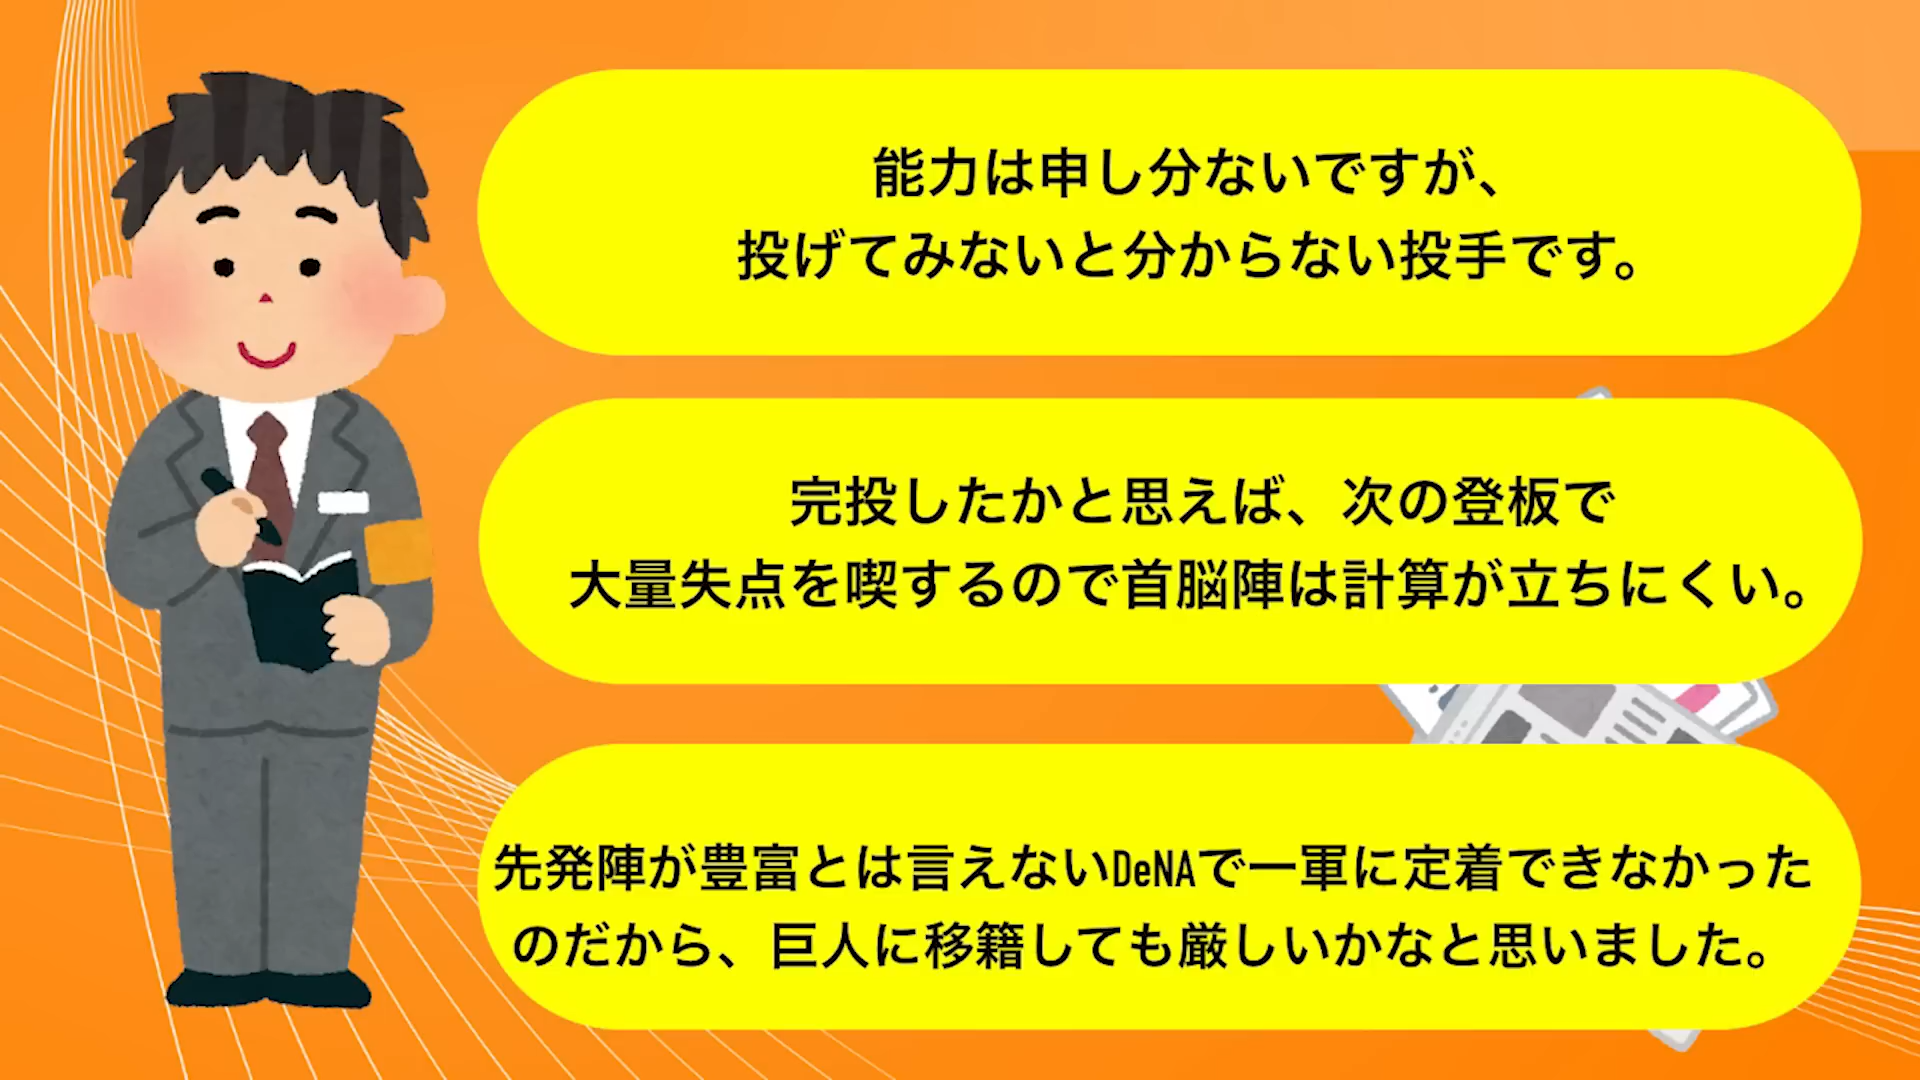 能力は申し分ないですが、
投げてみないと分からない投手です。
完投したかと思えば、次の登板で
大量失点を喫するので首脳陣は計算が立ちにくい。
先発陣が豊富とは言えないDeNAで一軍に定着できなかった
のだから、巨人に移籍しても厳しいかなと思いました。